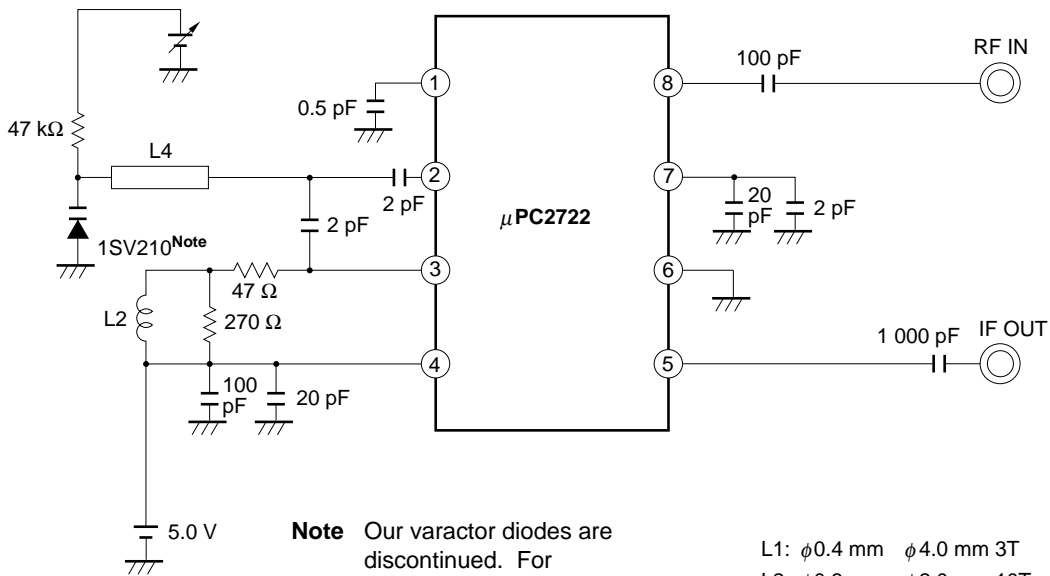 RF IN
100 pF
1
8
0.5 pF
47 kΩ
L4
2
7
2 pF
20 pF
2 pF
μPC2722
2 pF
1SV210Note
3
6
47 Ω
L2
270 Ω
1 000 pF
IF OUT
4
5
100 pF
20 pF
5.0 V
Note Our varactor diodes are
discontinued. For
L1: φ0.4 mm φ4.0 mm 3T